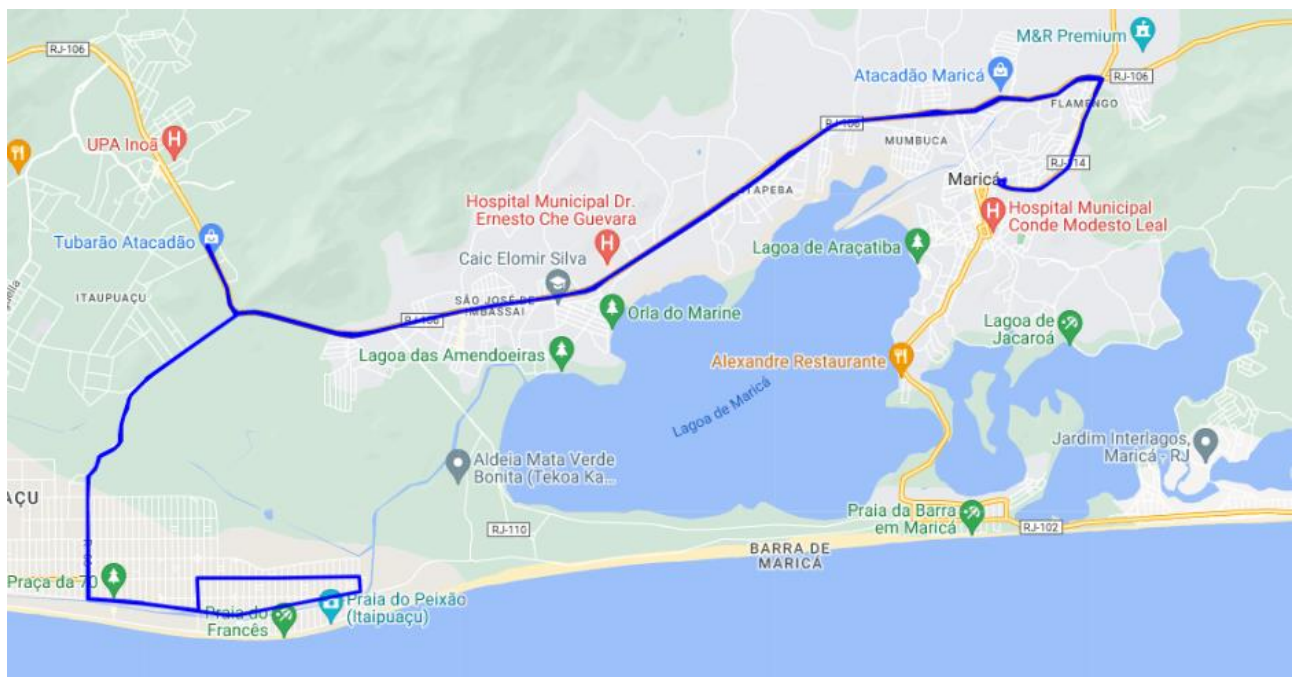 RJ-106
M&R Premium
Atacadão Maricá
RJ-106
FLAMENGO
UPA Inoã
RJ-106
MUMBUCA
RJ-114
Maricá
ITAPEBA
Hospital Municipal Dr.
Ernesto Che Guevara
Hospital Municipal
Conde Modesto Leal
Tubarão Atacadão
Lagoa de Araçatiba
Caic Elomir Silva
ITAIPUAÇU
SÃO JOSÉ DE
IMBASSAI
RJ-106
Orla do Marine
Lagoa de
Jacaroá
Lagoa das Amendoeiras
Alexandre Restaurante
Lagoa de Maricá
Jardim Interlagos,
Maricá - RJ
Aldeia Mata Verde
Bonita (Tekoa Ka...
AÇU
RJ-110
Praia da Barra
em Maricá
RJ-102
BARRA DE
MARICÁ
Praça da 70
Praia do Peixão
(Itaipuaçu)
Praia do
Francês